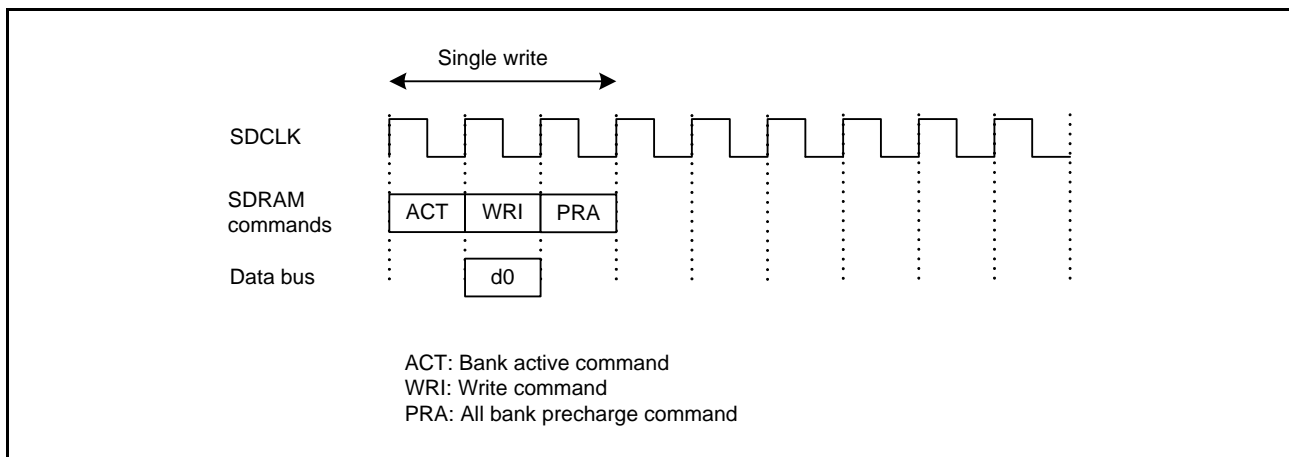 Single write
SDCLK
SDRAM
commands
ACT WRI PRA
Data bus
d0
ACT: Bank active command
WRI: Write command
PRA: All bank precharge command